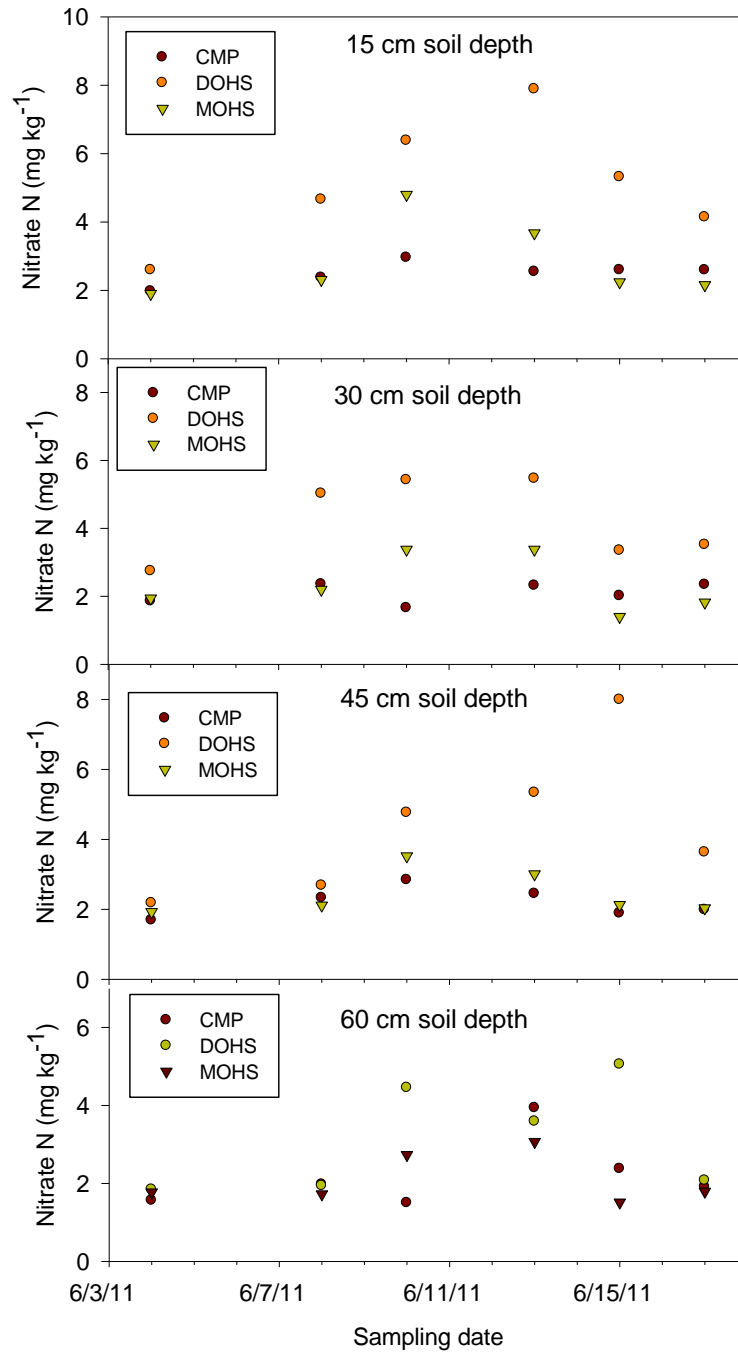 10
8
6
4
2
0
Nitrate N (mg kg-1)
15 cm soil depth
CMP
DOHS
MOHS
8
6
4
2
0
Nitrate N (mg kg-1)
30 cm soil depth
CMP
DOHS
MOHS
8
6
4
2
0
Nitrate N (mg kg-1)
45 cm soil depth
CMP
DOHS
MOHS
6
4
2
0
Nitrate N (mg kg-1)
60 cm soil depth
CMP
DOHS
MOHS
6/3/11 6/7/11 6/11/11 6/15/11
Sampling date